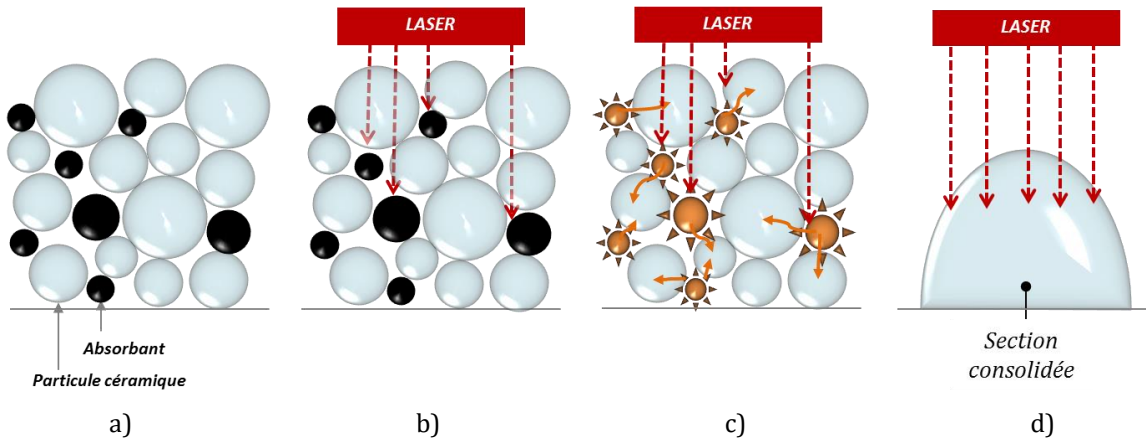 LASER
LASER
LASER
Absorbant
Particule céramique
Section
consolidée
a)
b)
c)
d)